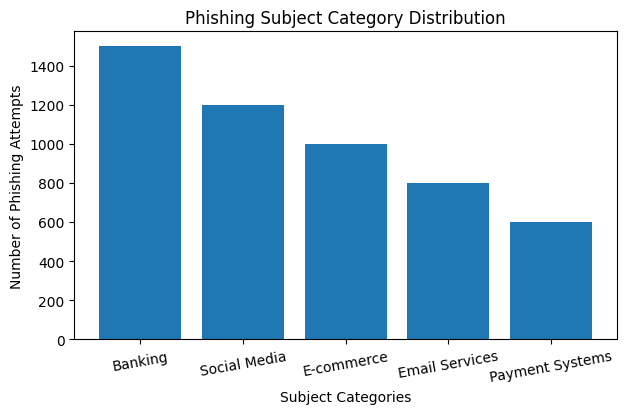 Phishing Subject Category Distribution
Number of Phishing Attempts
1400
1200
1000
800
600
400
200
0
Banking
Social Media
E-commerce
Email Services
Payment Systems
Subject Categories